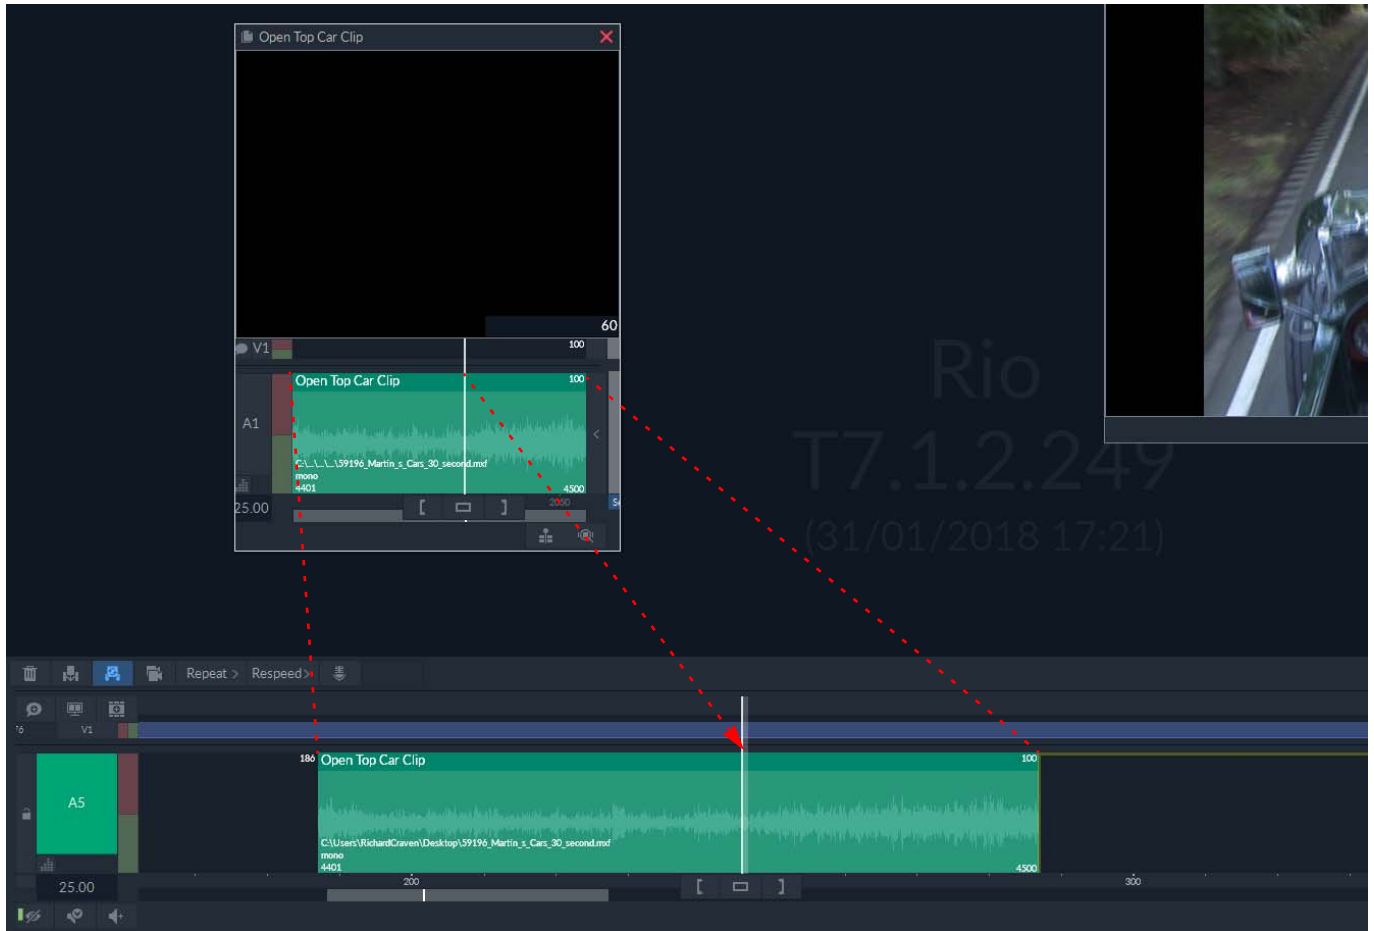 Open Top Car Clip
60
V1
100
Open Top Car Clip
100
A1
C:\...\...\...\59196_Martin_s_Cars_30_second.mxf
mono
4401
4500
25.00
[
]
2050
Rio
T7.1.2.249
(31/01/2018 17:21)
Repeat >
Respeed >
V1
186
Open Top Car Clip
100
A5
C:\Users\RichardCraven\Desktop\59196_Martin_s_Cars_30_second.mxf
mono
4401
4500
25.00
200
[
]
300